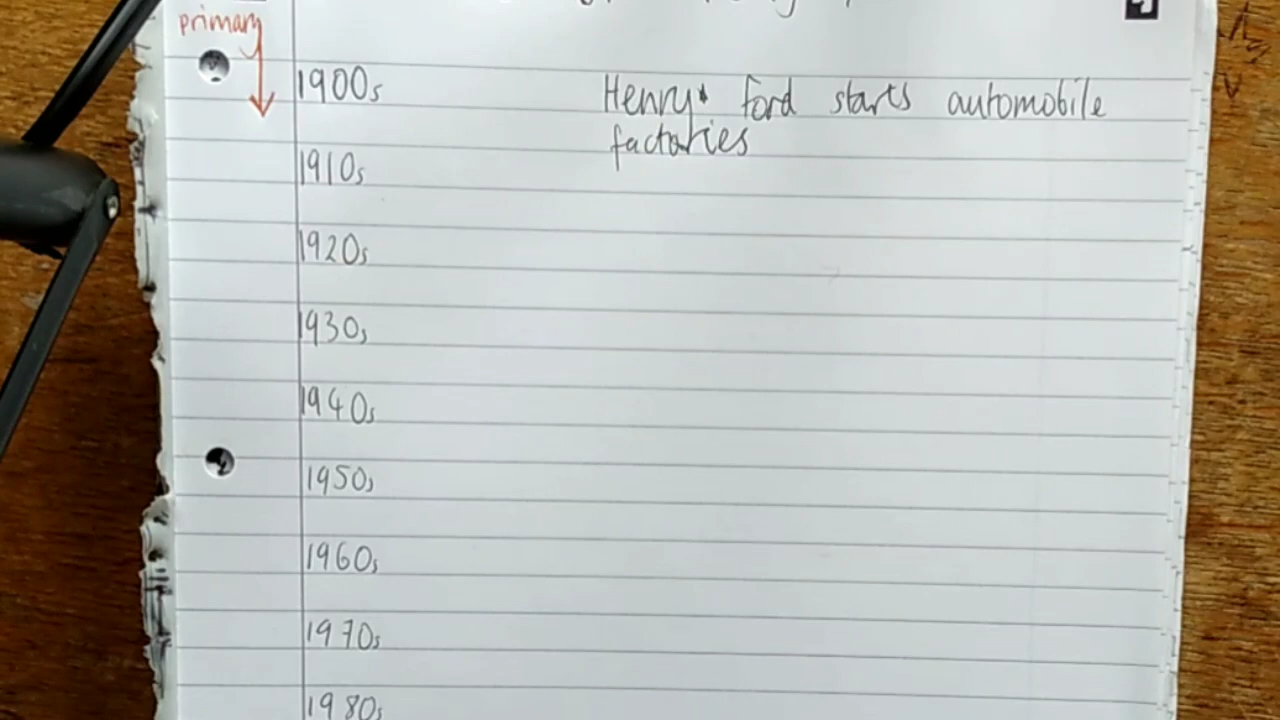 primary
1900s Henry Ford starts automobile
factories
1910s
1920s
1930s
1940s
1950s
1960s
1970s
1980s